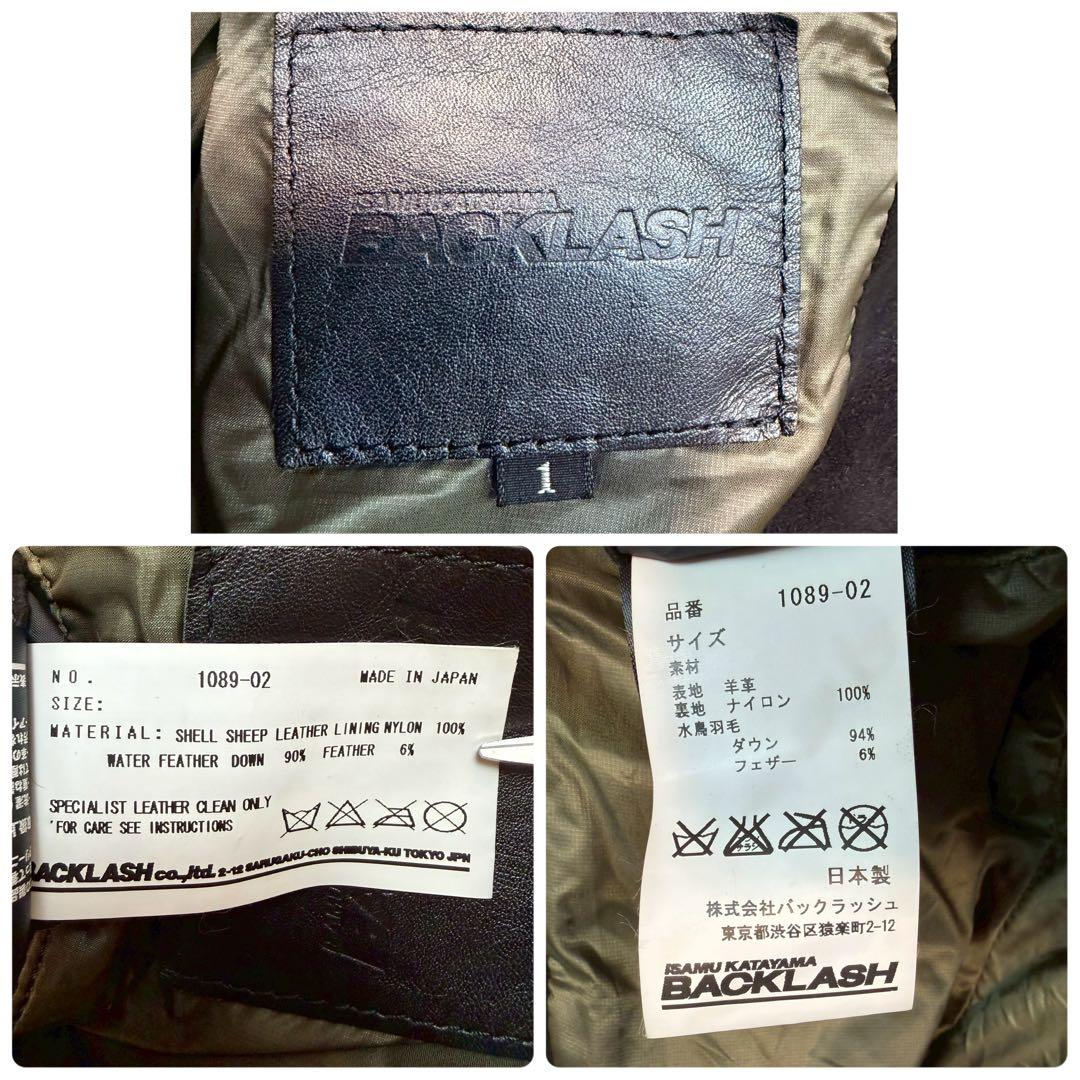 ISAMUKATAYAMA
BACKLASH
1
NO. 1089-02 MADE IN JAPAN
SIZE:
MATERIAL: SHELL SHEEP LEATHER LINING NYLON 100%
WATER FEATHER DOWN 90% FEATHER 6%
SPECIALIST LEATHER CLEAN ONLY
*FOR CARE SEE INSTRUCTIONS
BACKLASH co.,ltd. 2-12 SARUGAKU-CHO SHIBUYA-KU TOKYO JPN
品番 1089-02
サイズ
素材
表地 羊革
裏地 ナイロン 100%
水鳥羽毛
ダウン 94%
フェザー 6%
日本製
株式会社バックラッシュ
東京都渋谷区猿楽町2-12
ISAMU KATAYAMA
BACKLASH